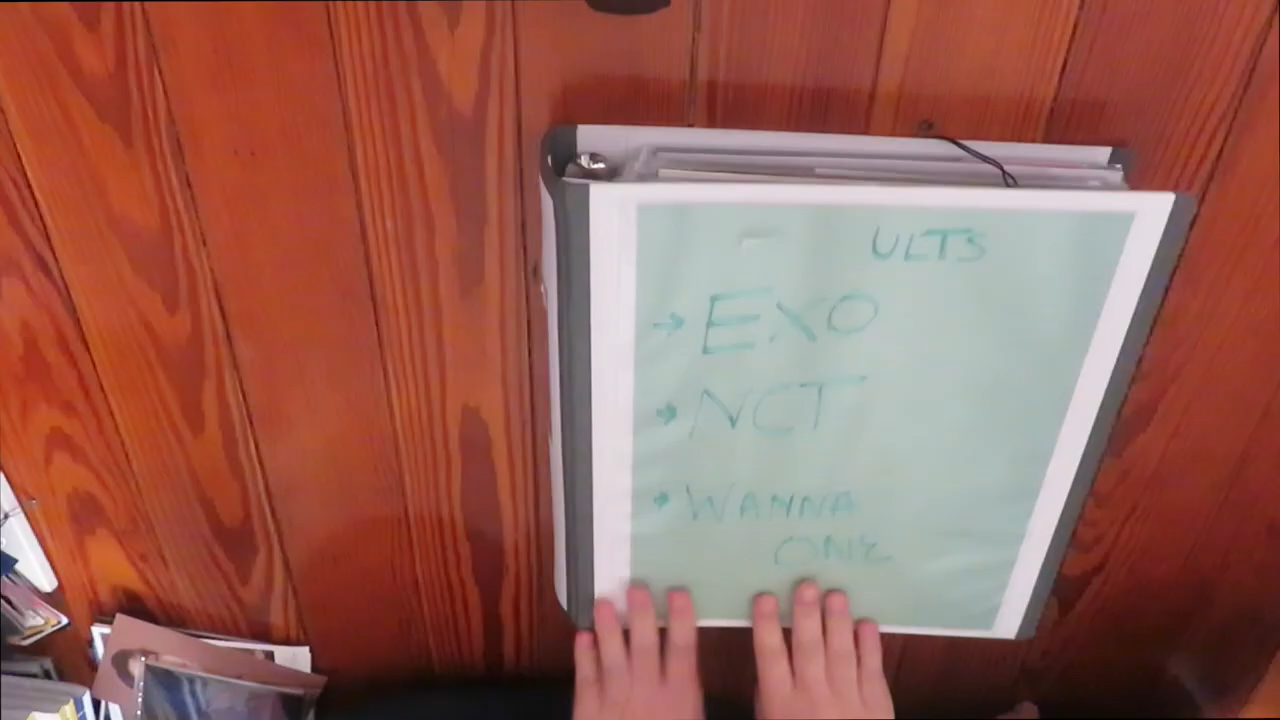 ULTS
→ EXO
→ NCT
→ WANNA
ONE